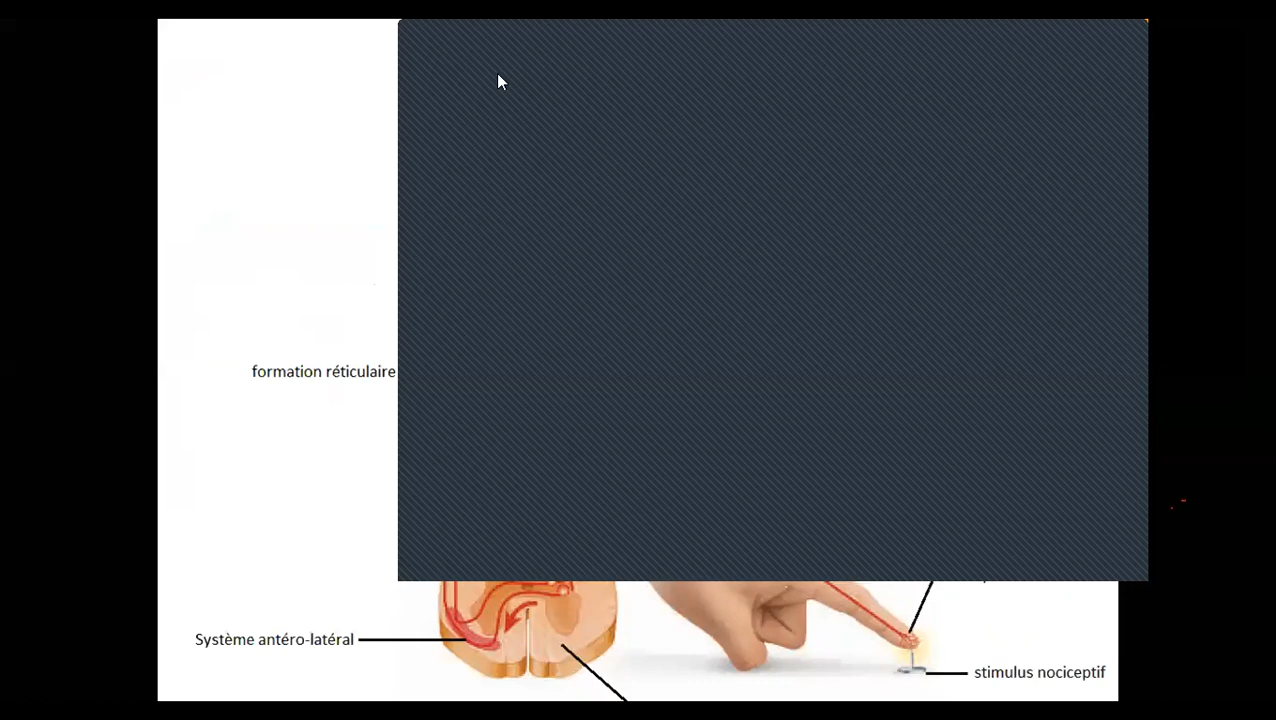 formation réticulaire
Système antéro-latéral
stimulus nociceptif